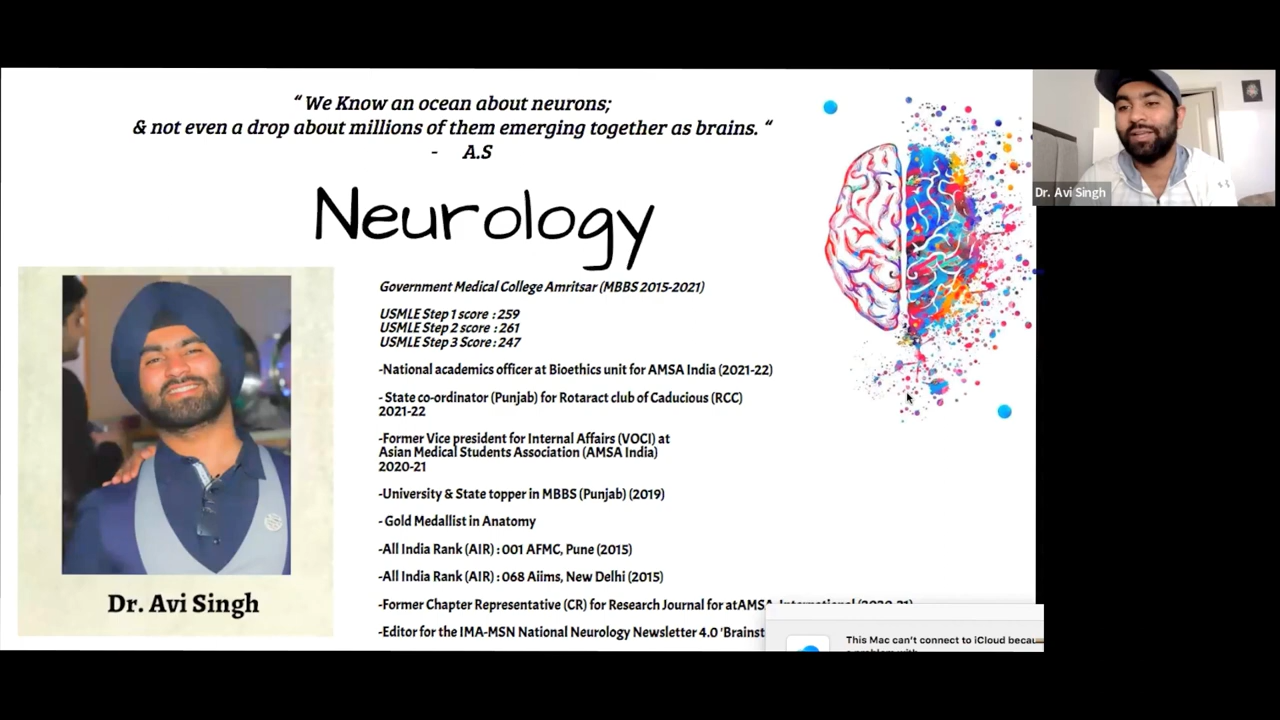 “ We Know an ocean about neurons;
& not even a drop about millions of them emerging together as brains. “
- A.S
Neurology
Government Medical College Amritsar (MBBS 2015-2021)
USMLE Step 1 score : 259
USMLE Step 2 score : 261
USMLE Step 3 Score : 247
-National academics officer at Bioethics unit for AMSA India (2021-22)
- State co-ordinator (Punjab) for Rotaract club of Caducious (RCC)
2021-22
-Former Vice president for Internal Affairs (VOCI) at
Asian Medical Students Association (AMSA India)
2020-21
-University & State topper in MBBS (Punjab) (2019)
- Gold Medallist in Anatomy
-All India Rank (AIR) : 001 AFMC, Pune (2015)
-All India Rank (AIR) : 068 Aiims, New Delhi (2015)
-Former Chapter Representative (CR) for Research Journal for atAMSA
-Editor for the IMA-MSN National Neurology Newsletter 4.0 'Brainst
Dr. Avi Singh
Dr. Avi Singh
This Mac can’t connect to iCloud becau